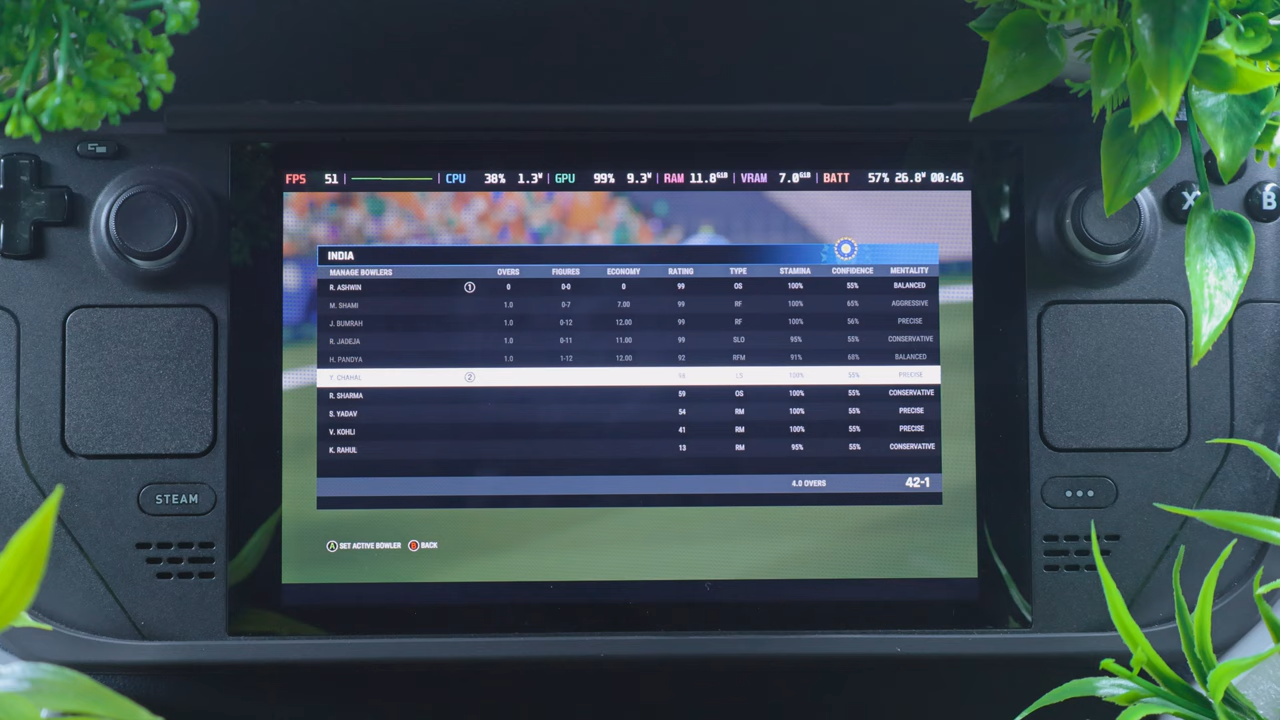 FPS 51 | | CPU 38% 1.3W | GPU 99% 9.3W | RAM 11.8GiB | VRAM 7.0GiB | BATT 57% 26.8W 00:46
INDIA
MANAGE BOWLERS OVERS FIGURES ECONOMY RATING TYPE STAMINA CONFIDENCE MENTALITY
R. ASHWIN 1 0 0-0 0 99 OS 100% 55% BALANCED
M. SHAMI 1.0 0-7 7.00 99 RF 100% 65% AGGRESSIVE
J. BUMRAH 1.0 0-12 12.00 99 RF 100% 56% PRECISE
R. JADEJA 1.0 0-11 11.00 99 SLO 95% 55% CONSERVATIVE
H. PANDYA 1.0 1-12 12.00 92 RFM 91% 68% BALANCED
Y. CHAHAL 2 98 LS 100% 55% PRECISE
R. SHARMA 59 OS 100% 55% CONSERVATIVE
S. YADAV 54 RM 100% 55% PRECISE
V. KOHLI 41 RM 100% 55% PRECISE
K. RAHUL 13 RM 95% 55% CONSERVATIVE
4.0 OVERS 42-1
A SET ACTIVE BOWLER B BACK
STEAM
X
B